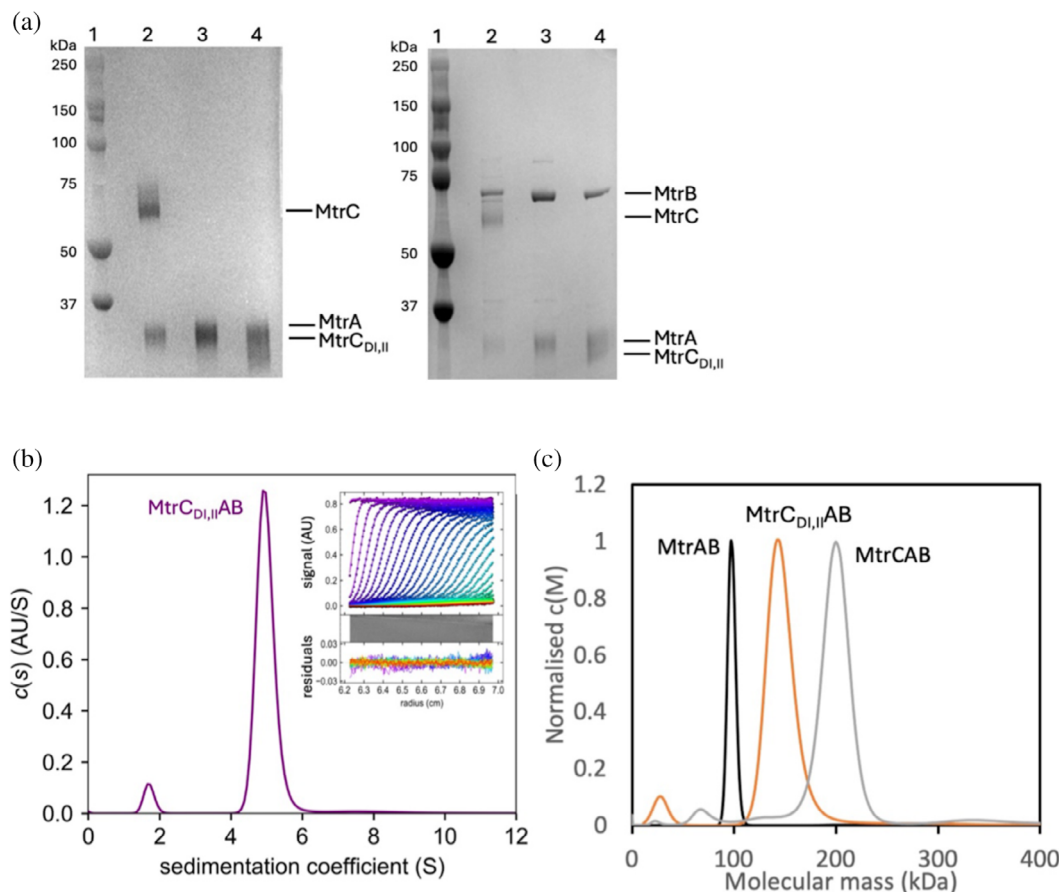 (a)
1 2 3 4
kDa
250
150
100
75
50
37
MtrC
MtrA
MtrC_DI,II
1 2 3 4
kDa
250
150
100
75
50
37
MtrB
MtrC
MtrA
MtrC_DI,II
(b)
MtrC_DI,IIAB
c(s) (AU/S)
1.2
1.0
0.8
0.6
0.4
0.2
0.0
0 2 4 6 8 10 12
sedimentation coefficient (S)
signal (AU)
0.8
0.6
0.4
0.2
0.0
residuals
0.03
0.00
−0.03
6.2 6.3 6.4 6.5 6.6 6.7 6.8 6.9 7.0
radius (cm)
(c)
Normalised c(M)
1.2
1
0.8
0.6
0.4
0.2
0
MtrC_DI,IIAB
MtrAB
MtrCAB
0 100 200 300 400
Molecular mass (kDa)